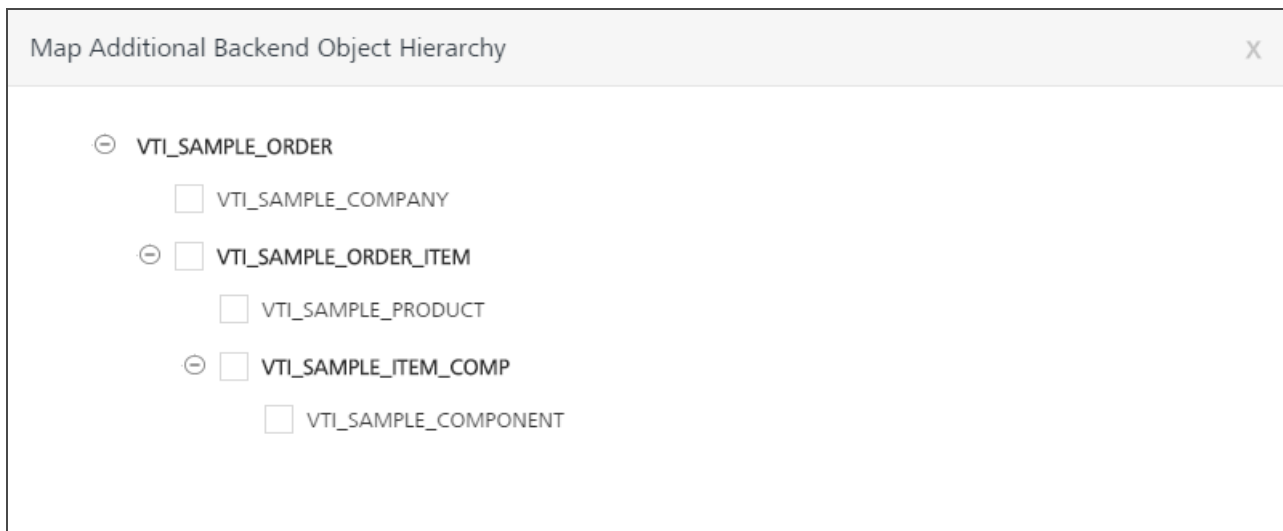 Map Additional Backend Object Hierarchy X
VTI_SAMPLE_ORDER
VTI_SAMPLE_COMPANY
VTI_SAMPLE_ORDER_ITEM
VTI_SAMPLE_PRODUCT
VTI_SAMPLE_ITEM_COMP
VTI_SAMPLE_COMPONENT